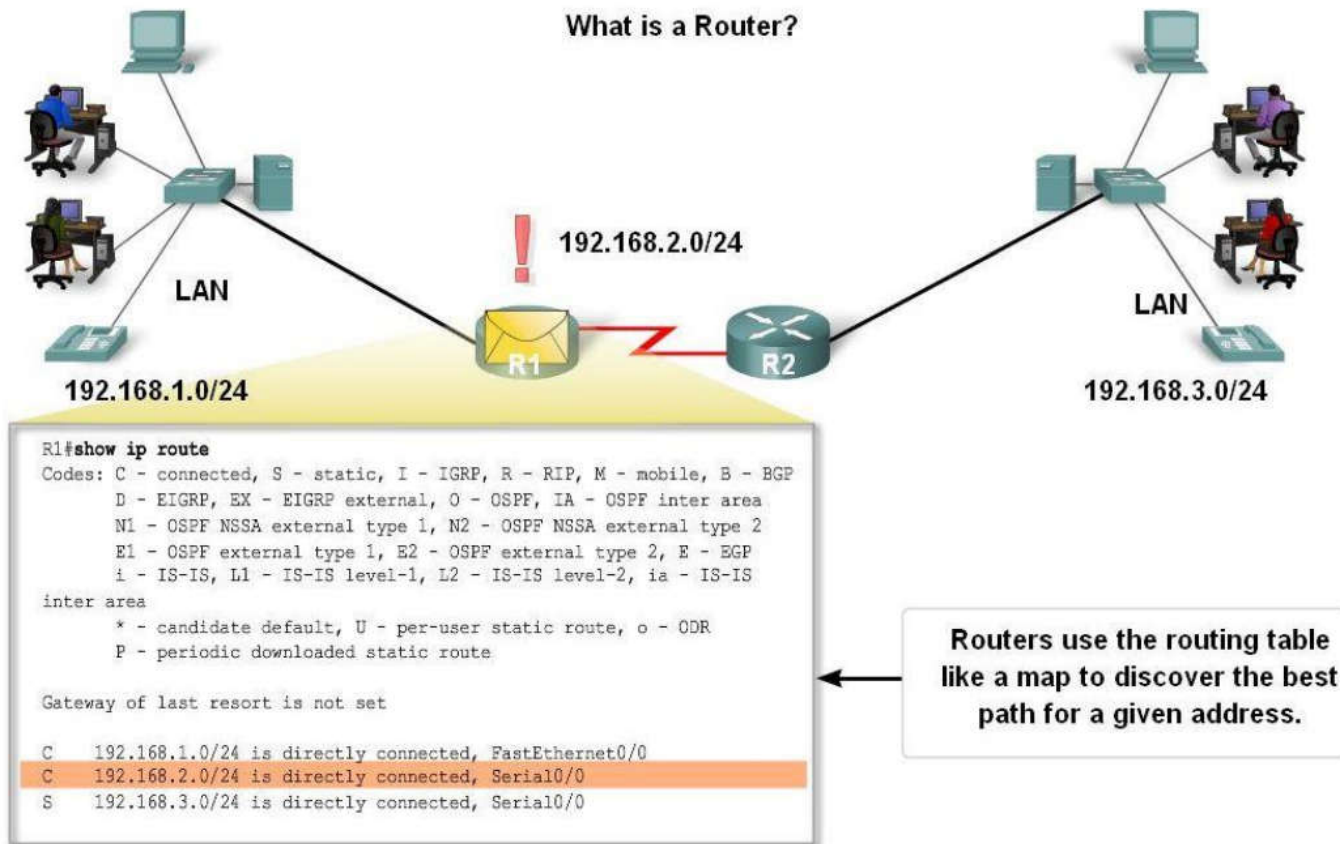 What is a Router?
192.168.2.0/24
LAN
LAN
R1
R2
192.168.1.0/24
192.168.3.0/24
R1#show ip route
Codes: C - connected, S - static, I - IGRP, R - RIP, M - mobile, B - BGP
D - EIGRP, EX - EIGRP external, O - OSPF, IA - OSPF inter area
N1 - OSPF NSSA external type 1, N2 - OSPF NSSA external type 2
E1 - OSPF external type 1, E2 - OSPF external type 2, E - EGP
i - IS-IS, L1 - IS-IS level-1, L2 - IS-IS level-2, ia - IS-IS
inter area
* - candidate default, U - per-user static route, o - ODR
P - periodic downloaded static route
Gateway of last resort is not set
C 192.168.1.0/24 is directly connected, FastEthernet0/0
C 192.168.2.0/24 is directly connected, Serial0/0
S 192.168.3.0/24 is directly connected, Serial0/0
Routers use the routing table
like a map to discover the best
path for a given address.